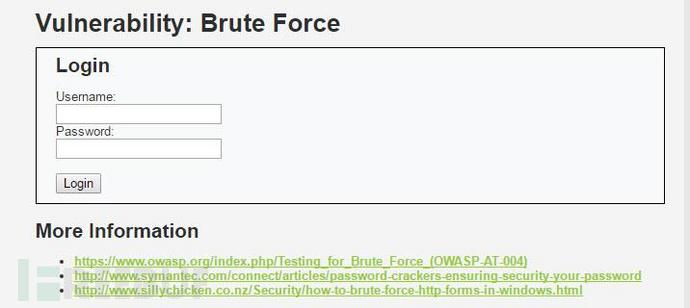 Vulnerability: Brute Force
Login
Username:
Password:
Login
More Information
https://www.owasp.org/index.php/Testing_for_Brute_Force_(OWASP-AT-004)
http://www.symantec.com/connect/articles/password-crackers-ensuring-security-your-password
http://www.sillychicken.co.nz/Security/how-to-brute-force-http-forms-in-windows.html